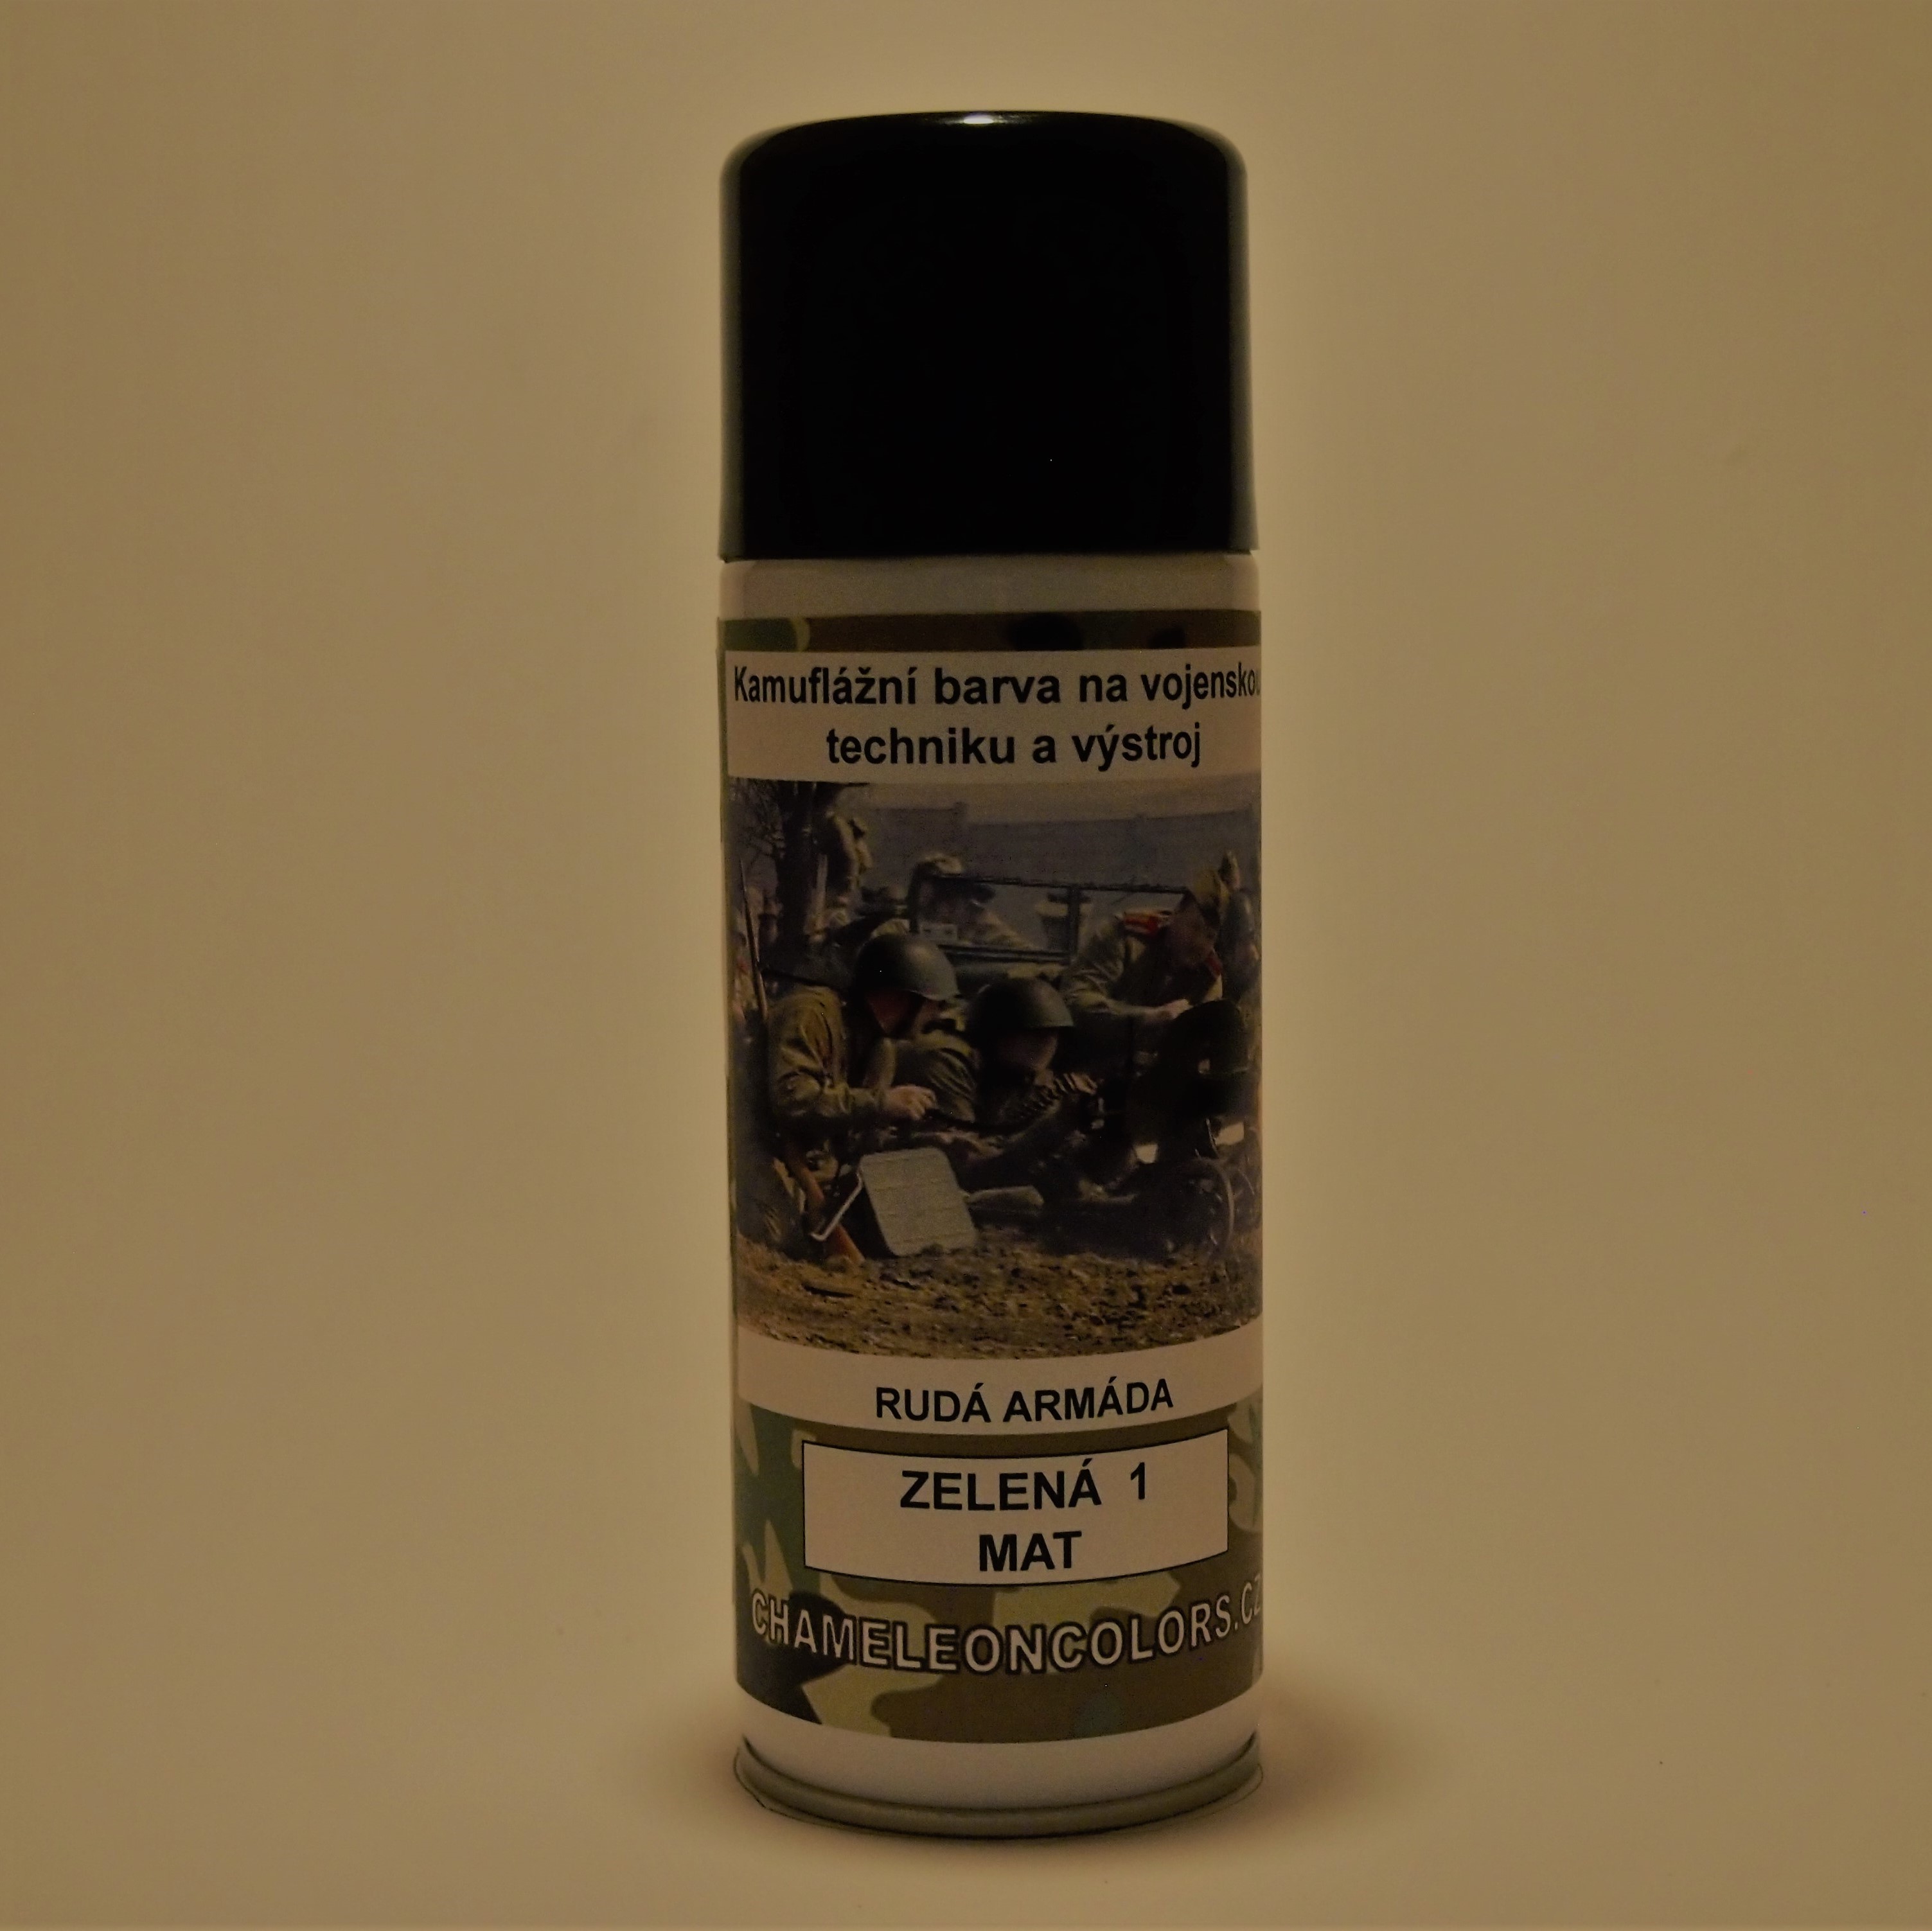 Kamuflážní barva na vojenskou
techniku a výstroj
RUDÁ ARMÁDA
ZELENÁ 1
MAT
CHAMELEONCOLORS.CZ